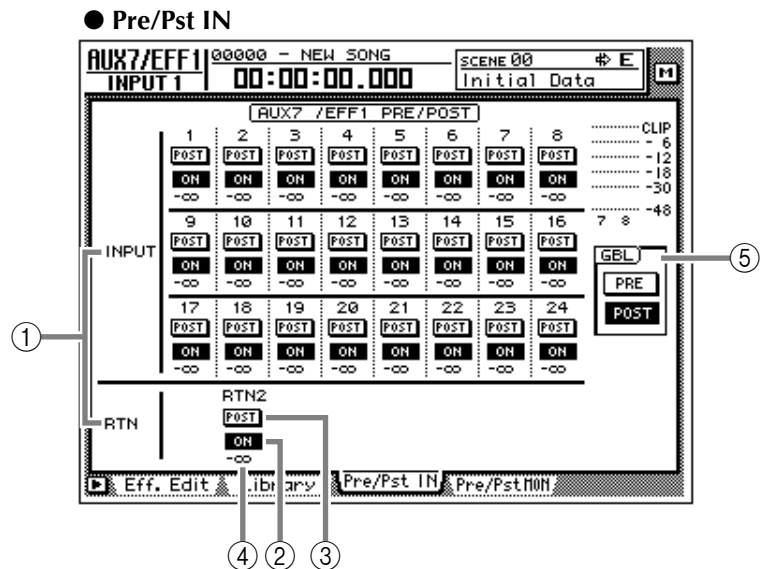 ● Pre/Pst IN
AUX7/EFF1 00000 - NEW SONG SCENE 00 E
INPUT 1 00:00:00.000 Initial Data M
AUX7 /EFF1 PRE/POST
1 2 3 4 5 6 7 8
POST POST POST POST POST POST POST POST
ON ON ON ON ON ON ON ON
-∞ -∞ -∞ -∞ -∞ -∞ -∞ -∞
CLIP
- 6
-12
-18
-30
-48
7 8
9 10 11 12 13 14 15 16
INPUT POST POST POST POST POST POST POST POST
ON ON ON ON ON ON ON ON
-∞ -∞ -∞ -∞ -∞ -∞ -∞ -∞
GBL
PRE
POST
⑤
17 18 19 20 21 22 23 24
① POST POST POST POST POST POST POST POST
ON ON ON ON ON ON ON ON
-∞ -∞ -∞ -∞ -∞ -∞ -∞ -∞
RTN2
RTN POST
ON
-∞
Eff. Edit Library Pre/Pst IN Pre/PstMON
④ ② ③